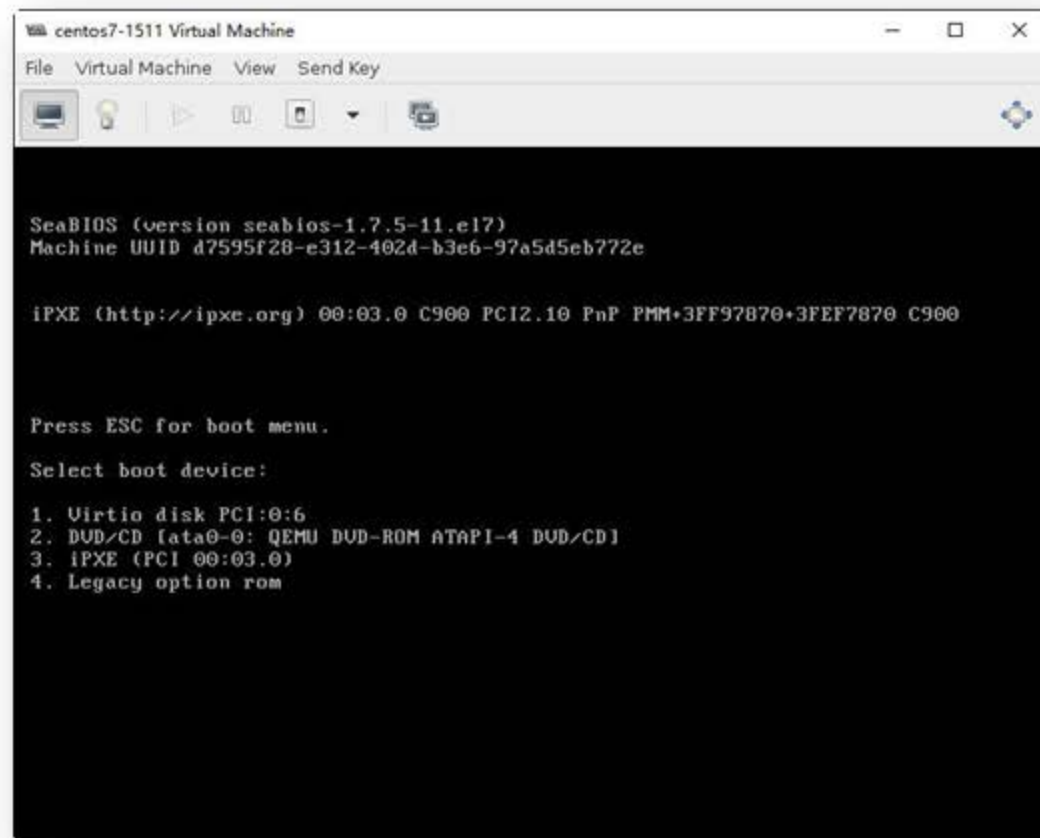 centos7-1511 Virtual Machine
File Virtual Machine View Send Key
SeaBIOS (version seabios-1.7.5-11.el7)
Machine UUID d7595f28-e312-402d-b3e6-97a5d5eb772e
iPXE (http://ipxe.org) 00:03.0 C900 PCI2.10 PnP PMM+3FF97870+3FEF7870 C900
Press ESC for boot menu.
Select boot device:
1. Virtio disk PCI:0:6
2. DVD/CD [ata0-0: QEMU DVD-ROM ATAPI-4 DVD/CD]
3. iPXE (PCI 00:03.0)
4. Legacy option rom